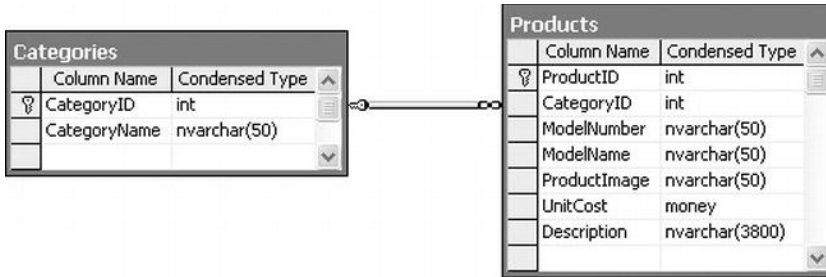 Categories
Column Name Condensed Type
CategoryID int
CategoryName nvarchar(50)
Products
Column Name Condensed Type
ProductID int
CategoryID int
ModelNumber nvarchar(50)
ModelName nvarchar(50)
ProductImage nvarchar(50)
UnitCost money
Description nvarchar(3800)